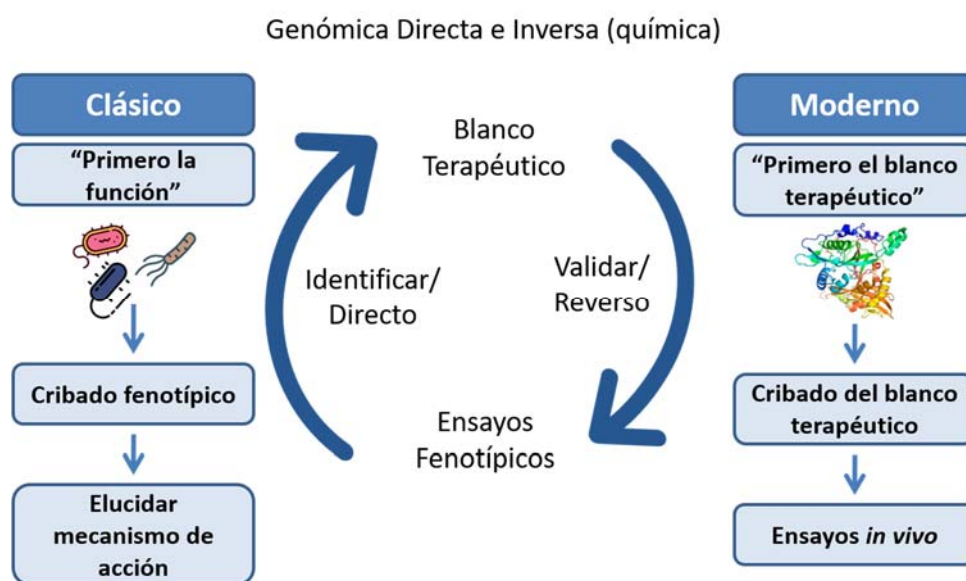 Genómica Directa e Inversa (química)
Clásico
“Primero la
función”
Cribado fenotípico
Elucidar
mecanismo de
acción
Blanco
Terapéutico
Identificar/
Directo
Validar/
Reverso
Ensayos
Fenotípicos
Moderno
“Primero el blanco
terapéutico”
Cribado del blanco
terapéutico
Ensayos in vivo